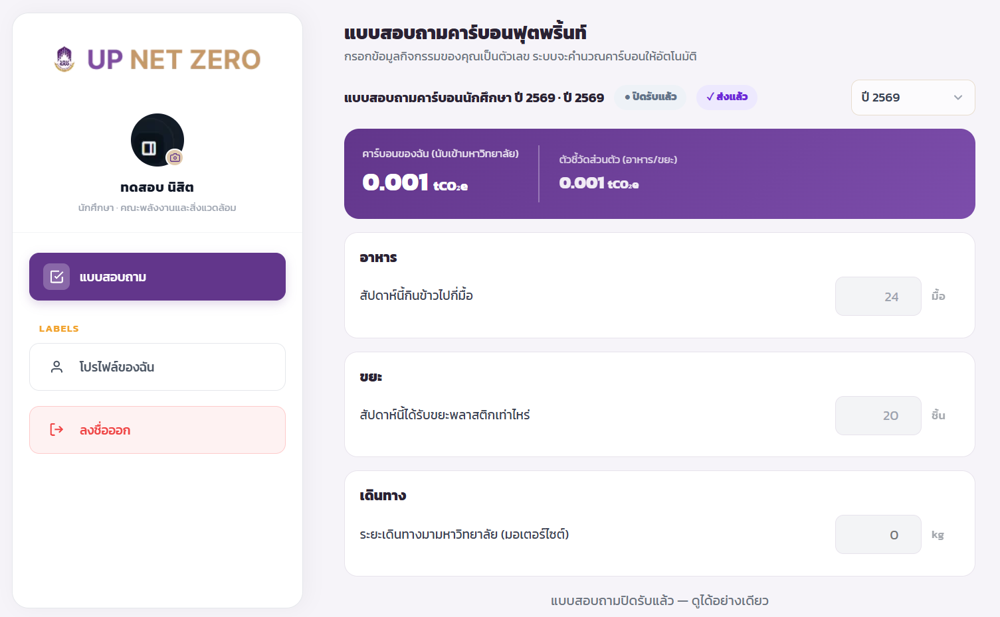 UP NET ZERO
ทดสอบ นิสิต
นักศึกษา · คณะพลังงานและสิ่งแวดล้อม
แบบสอบถาม
LABELS
โปรไฟล์ของฉัน
ลงชื่อออก
แบบสอบถามคาร์บอนฟุตพริ้นท์
กรอกข้อมูลกิจกรรมของคุณเป็นตัวเลข ระบบจะคำนวณคาร์บอนให้อัตโนมัติ
แบบสอบถามคาร์บอนนักศึกษา ปี 2569 · ปี 2569
• ปิดรับแล้ว
✓ ส่งแล้ว
ปี 2569
คาร์บอนของฉัน (นับเข้ามหาวิทยาลัย)
0.001 tCO₂e
ตัวชี้วัดส่วนตัว (อาหาร/ขยะ)
0.001 tCO₂e
อาหาร
สัปดาห์นี้กินข้าวไปกี่มื้อ
24 มื้อ
ขยะ
สัปดาห์นี้ได้รับขยะพลาสติกเท่าไหร่
20 ชิ้น
เดินทาง
ระยะเดินทางมามหาวิทยาลัย (มอเตอร์ไซต์)
0 kg
แบบสอบถามปิดรับแล้ว — ดูได้อย่างเดียว